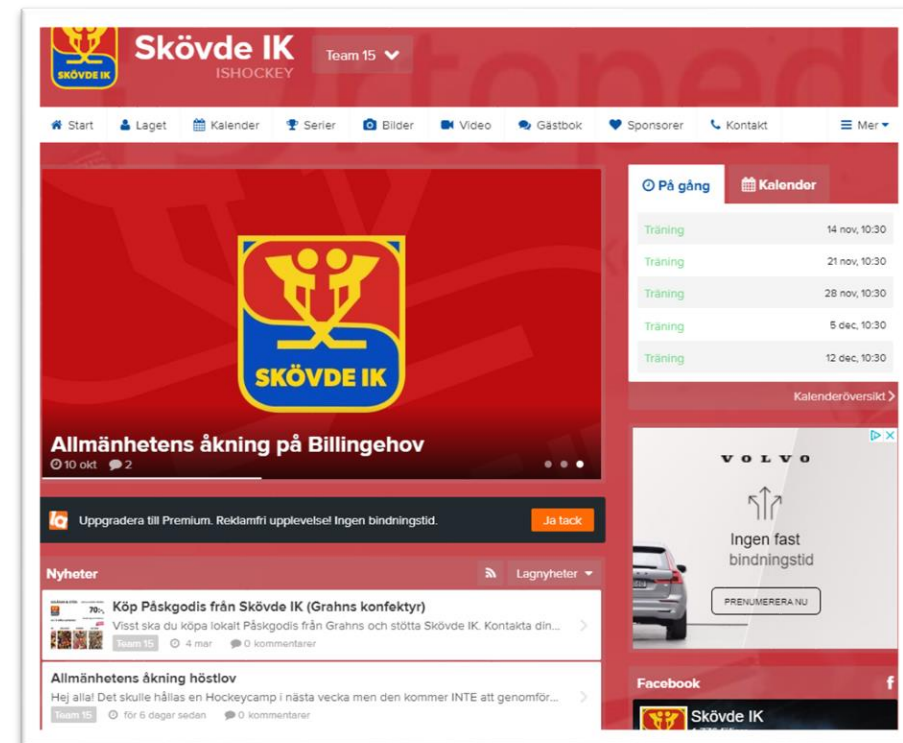 SKÖVDE IK
Skövde IK
ISHOCKEY
Team 15
Start
Laget
Kalender
Serier
Bilder
Video
Gästbok
Sponsorer
Kontakt
Mer
SKÖVDE IK
Allmänhetens åkning på Billingehov
10 okt 2
Uppgradera till Premium. Reklamfri upplevelse! Ingen bindningstid.
Ja tack
Nyheter
Lagnyheter
70:-
Köp Påskgodis från Skövde IK (Grahns konfektyr)
Visst ska du köpa lokalt Påskgodis från Grahns och stötta Skövde IK. Kontakta din...
Team 15 4 mar 0 kommentarer
Allmänhetens åkning höstlov
Hej alla! Det skulle hållas en Hockeycamp i nästa vecka men den kommer INTE att genomför...
Team 15 för 6 dagar sedan 0 kommentarer
På gång
Kalender
Träning 14 nov, 10:30
Träning 21 nov, 10:30
Träning 28 nov, 10:30
Träning 5 dec, 10:30
Träning 12 dec, 10:30
Kalenderöversikt
VOLVO
Ingen fast
bindningstid
PRENUMERERA NU
Facebook
Skövde IK